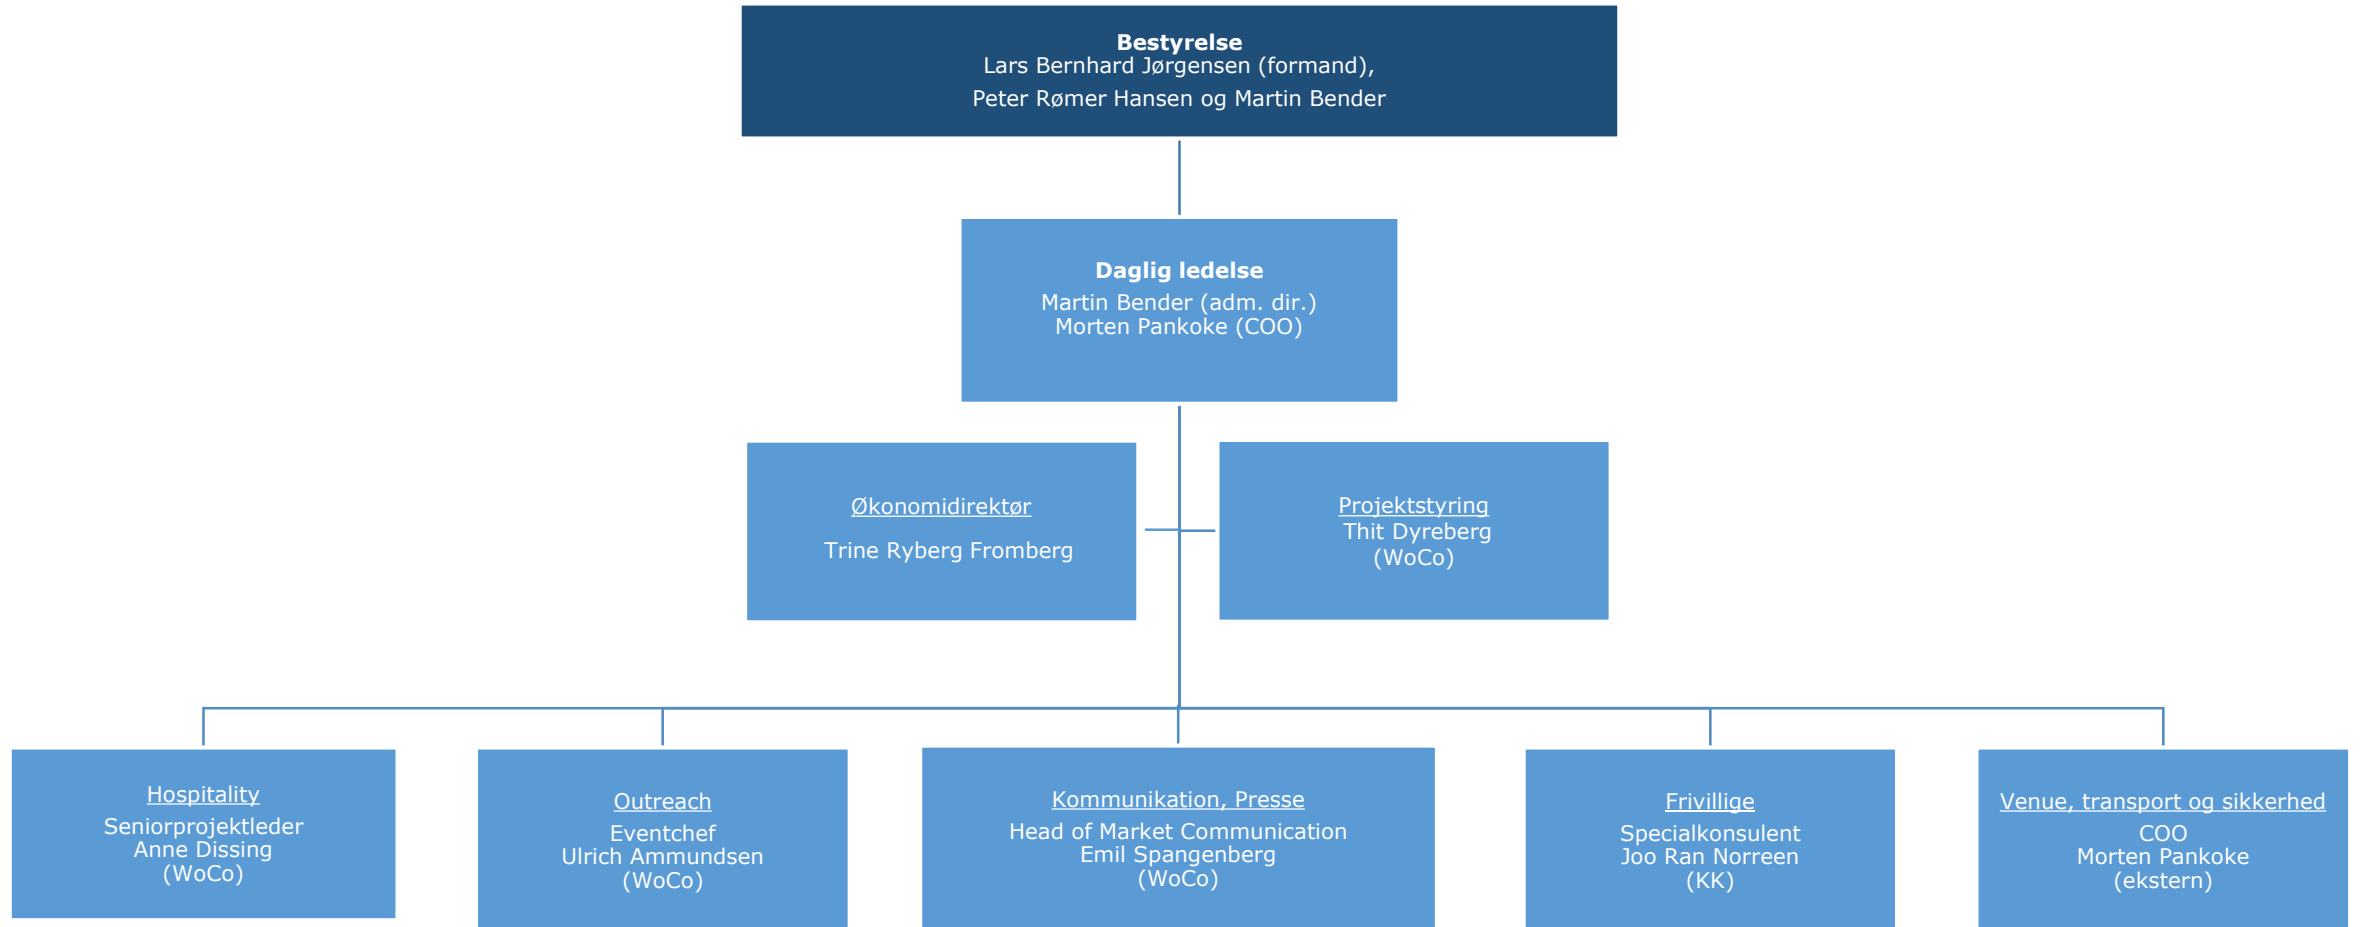 Bestyrelse
Lars Bernhard Jørgensen (formand),
Peter Rømer Hansen og Martin Bender
Daglig ledelse
Martin Bender (adm. dir.)
Morten Pankoke (COO)
Økonomidirektør
Trine Ryberg Fromberg
Projektstyring
Thit Dyreberg
(WoCo)
Hospitality
Seniorprojektleder
Anne Dissing
(WoCo)
Outreach
Eventchef
Ulrich Ammundsen
(WoCo)
Kommunikation, Presse
Head of Market Communication
Emil Spangenberg
(WoCo)
Frivillige
Specialkonsulent
Joo Ran Norreen
(KK)
Venue, transport og sikkerhed
COO
Morten Pankoke
(ekstern)